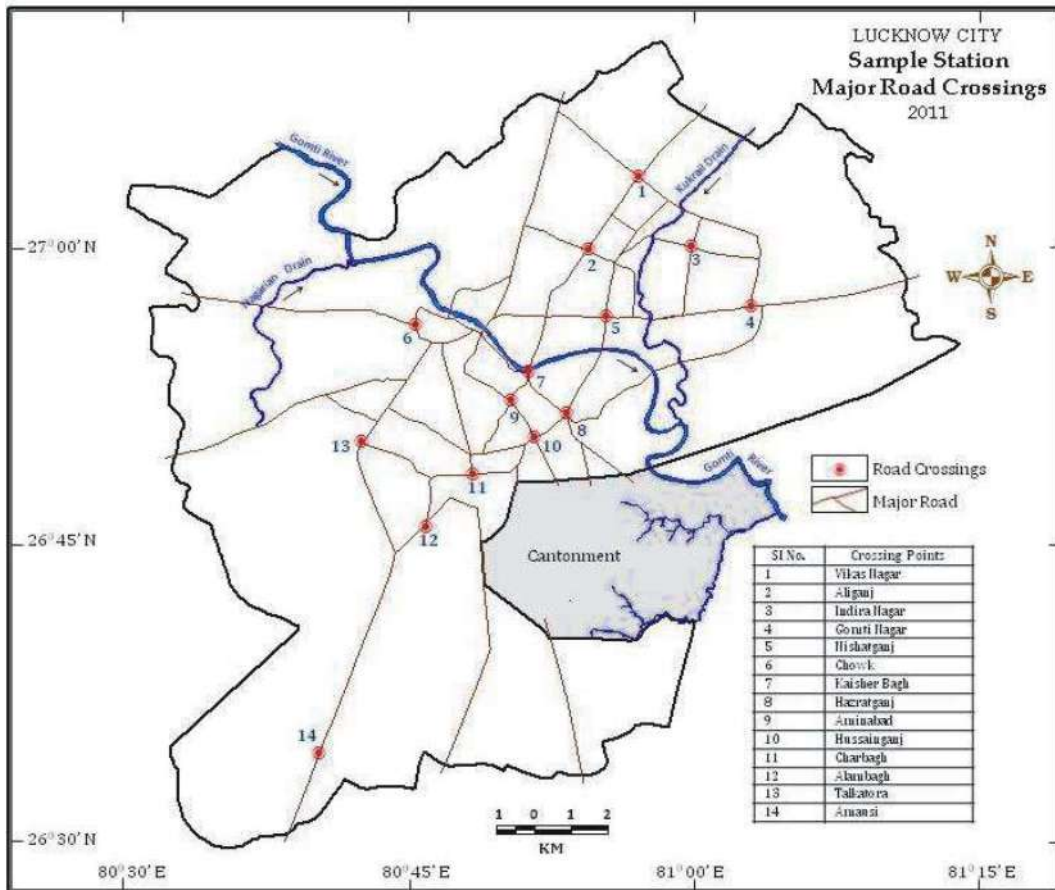 LUCKNOW CITY
Sample Station
Major Road Crossings
2011
Gomti River
Kukrail Drain
Nagarian Drain
27°00'N
26°45'N
26°30'N
N
W E
S
1
2
3
4
5
6
7
8
9
10
11
12
13
14
Gomti River
Cantonment
Road Crossings
Major Road
SI No. Crossing Points
1 Vikas Nagar
2 Aliganj
3 Indira Nagar
4 Gomti Nagar
5 Nishatganj
6 Chowk
7 Kaisher Bagh
8 Hazratganj
9 Aminabad
10 Hussainganj
11 Charbagh
12 Alambagh
13 Talkatora
14 Amausi
1 0 1 2
KM
80°30'E 80°45'E 81°00'E 81°15'E